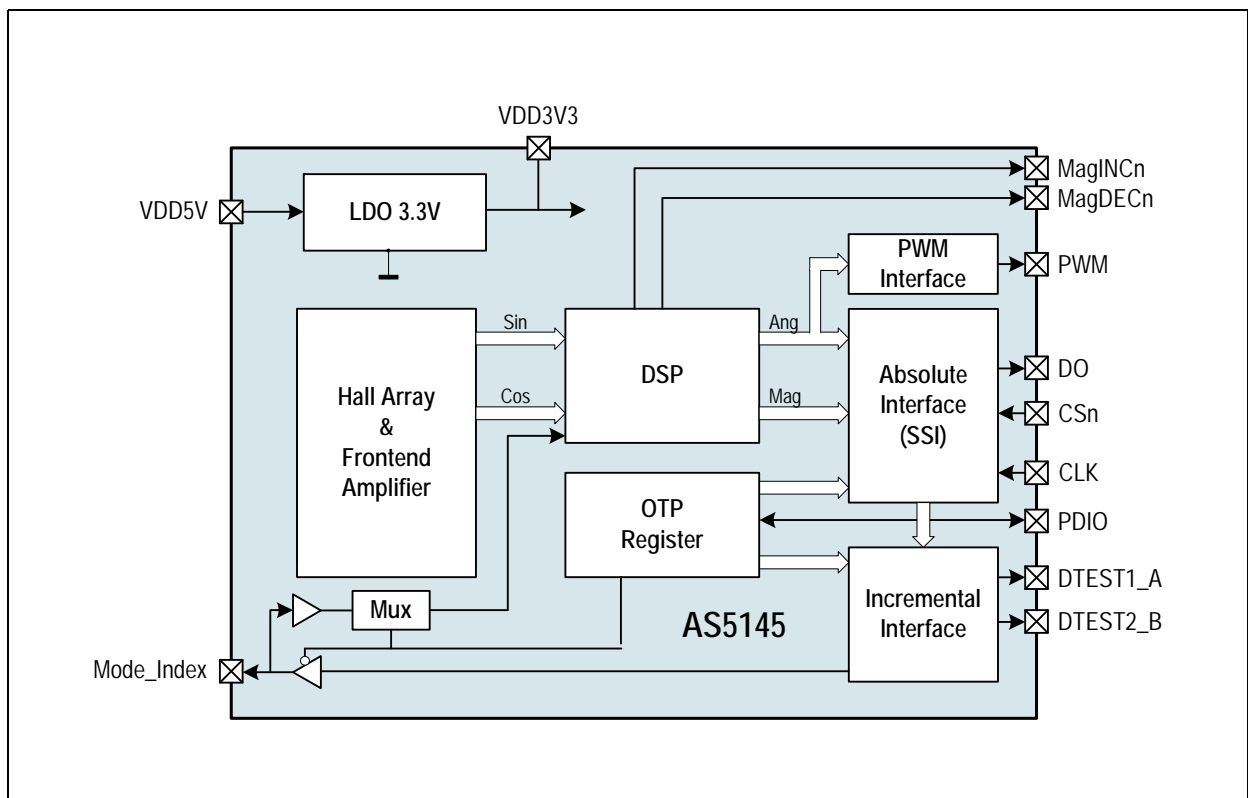 VDD3V3
VDD5V
LDO 3.3V
MagINCn
MagDECn
PWM
Interface
PWM
Hall Array
&
Frontend
Amplifier
Sin
Cos
DSP
Ang
Mag
Absolute
Interface
(SSI)
DO
CSn
CLK
OTP
Register
PDIO
Mux
AS5145
Incremental
Interface
DTEST1_A
DTEST2_B
Mode_Index